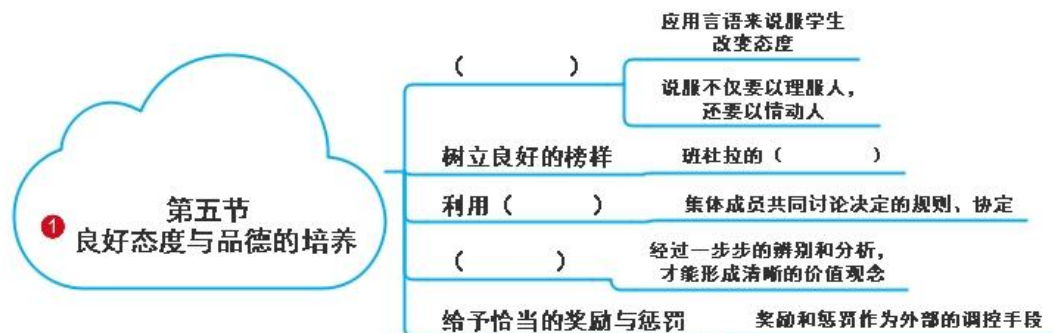 应用言语来说服学生
改变态度
(          )
说服不仅要以理服人，
还要以情动人
树立良好的榜样
班杜拉的 (          )
利用 (          )
集体成员共同讨论决定的规则、协定
1
第五节
良好态度与品德的培养
(          )
经过一步步的辨别和分析，
才能形成清晰的价值观念
给予恰当的奖励与惩罚
奖励和惩罚作为外部的调控手段